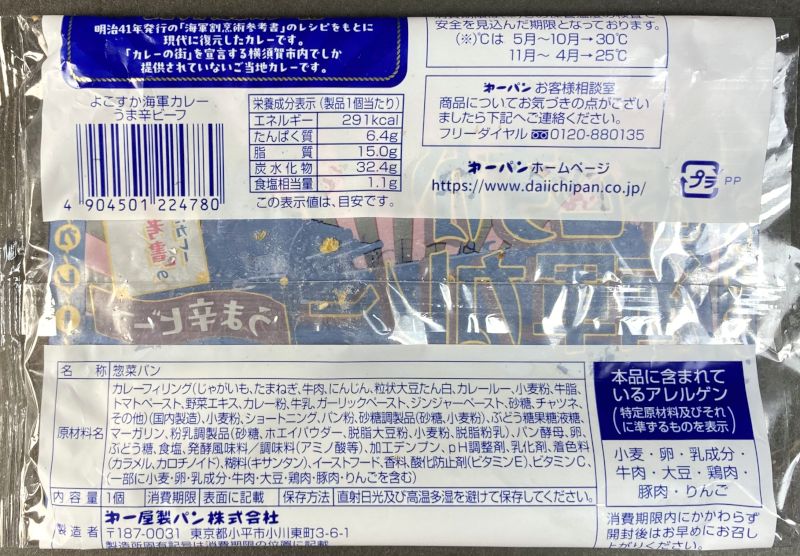 明治41年発行の「海軍割烹術参考書」のレシピをもとに
現代に復元したカレーです。
「カレーの街」を宣言する横須賀市内でしか
提供されていないご当地カレーです。
よこすか海軍カレー
うま辛ビーフ
4 904501 224780
栄養成分表示(製品1個当たり)
エネルギー 291kcal
たんぱく質 6.4g
脂質 15.0g
炭水化物 32.4g
食塩相当量 1.1g
この表示値は、目安です。
安全を見込んだ期限となっております。
(※)℃は 5月〜10月→30℃
11月〜 4月→25℃
第一パン お客様相談室
商品についてお気づきの点がござい
ましたら下記へご連絡ください。
フリーダイヤル 0120-880135
第一パンホームページ
https://www.daiichipan.co.jp/
プラ PP
うま辛ビーフ
名称 惣菜パン
原材料名 カレーフィリング(じゃがいも、たまねぎ、牛肉、にんじん、粒状大豆たん白、カレールー、小麦粉、牛脂、
トマトペースト、野菜エキス、カレー粉、牛乳、ガーリックペースト、ジンジャーペースト、砂糖、チャツネ、
その他)(国内製造)、小麦粉、ショートニング、パン粉、砂糖調製品(砂糖、小麦粉)、ぶどう糖果糖液糖、
マーガリン、粉乳調製品(砂糖、ホエイパウダー、脱脂大豆粉、小麦粉、脱脂粉乳)、パン酵母、卵、
ぶどう糖、食塩、発酵風味料/調味料(アミノ酸等)、加工デンプン、pH調整剤、乳化剤、着色料
(カラメル、カロチノイド)、糊料(キサンタン)、イーストフード、香料、酸化防止剤(ビタミンE)、ビタミンC、
(一部に小麦・卵・乳成分・牛肉・大豆・鶏肉・豚肉・りんごを含む)
内容量 1個 消費期限 表面に記載 保存方法 直射日光及び高温多湿を避けて保存してください。
製造者 第一屋製パン株式会社
〒187-0031 東京都小平市小川東町3-6-1
製造所固有記号は消費期限の位置に記載
本品に含まれて
いるアレルゲン
(特定原材料及びそれ
に準ずるものを表示)
小麦・卵・乳成分・
牛肉・大豆・鶏肉・
豚肉・りんご
消費期限内にかかわらず
開封後はお早めにお召し
上がりください。